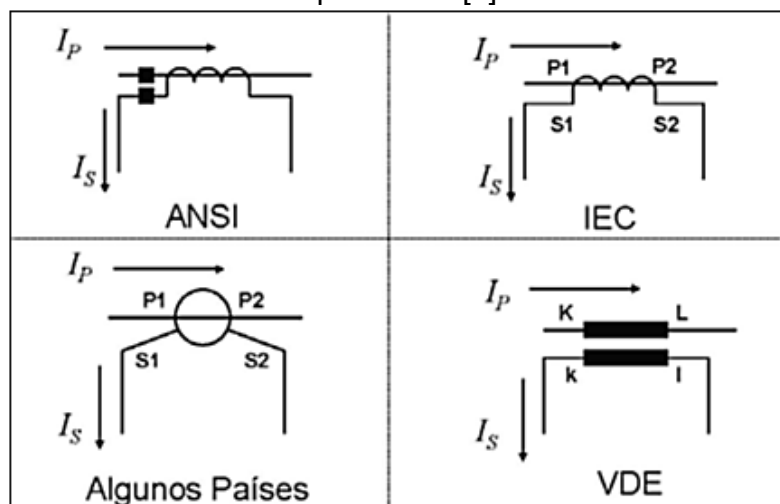 I_P
I_S
ANSI
I_P
P1 P2
S1 S2
I_S
IEC
I_P
P1 P2
S1 S2
I_S
Algunos Países
I_P
K L
k l
I_S
VDE